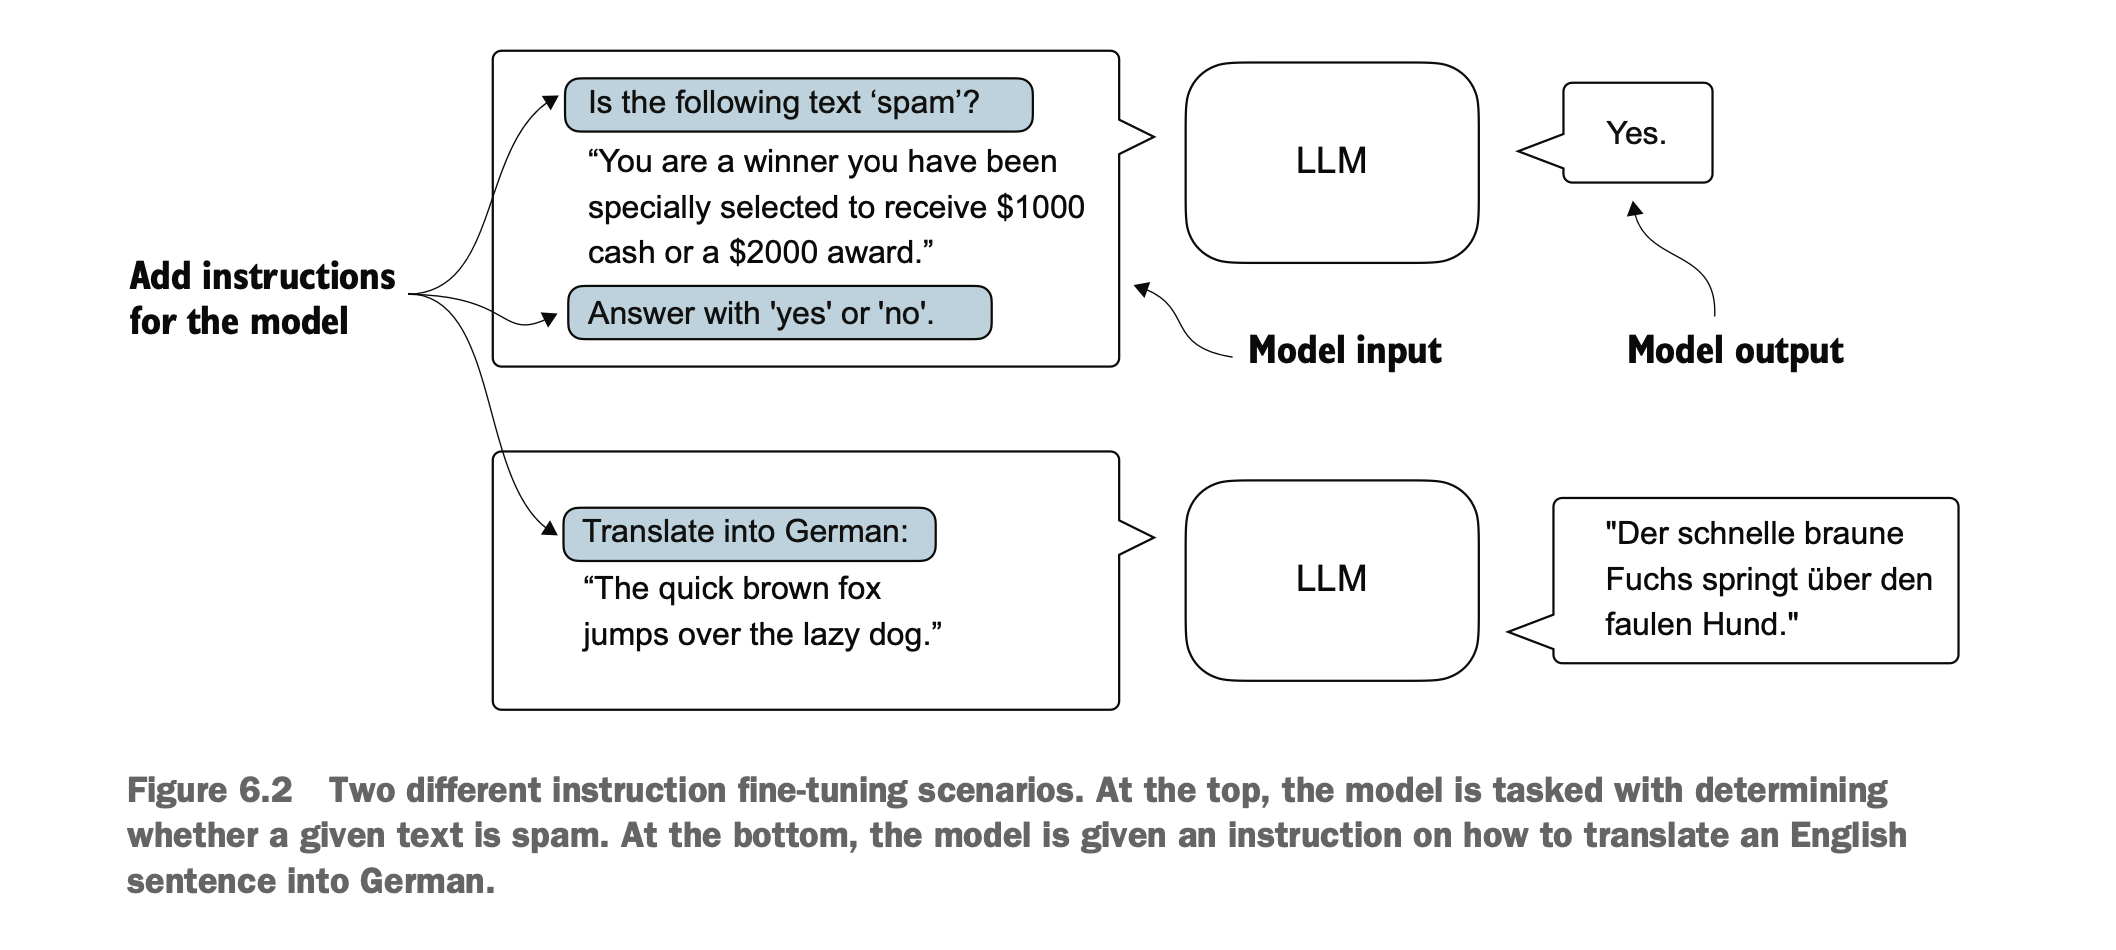 Is the following text ‘spam’?
“You are a winner you have been
specially selected to receive $1000
cash or a $2000 award.”
Answer with 'yes' or 'no'.
LLM
Yes.
Add instructions
for the model
Model input
Model output
Translate into German:
“The quick brown fox
jumps over the lazy dog.”
LLM
"Der schnelle braune
Fuchs springt über den
faulen Hund."
Figure 6.2 Two different instruction fine-tuning scenarios. At the top, the model is tasked with determining
whether a given text is spam. At the bottom, the model is given an instruction on how to translate an English
sentence into German.